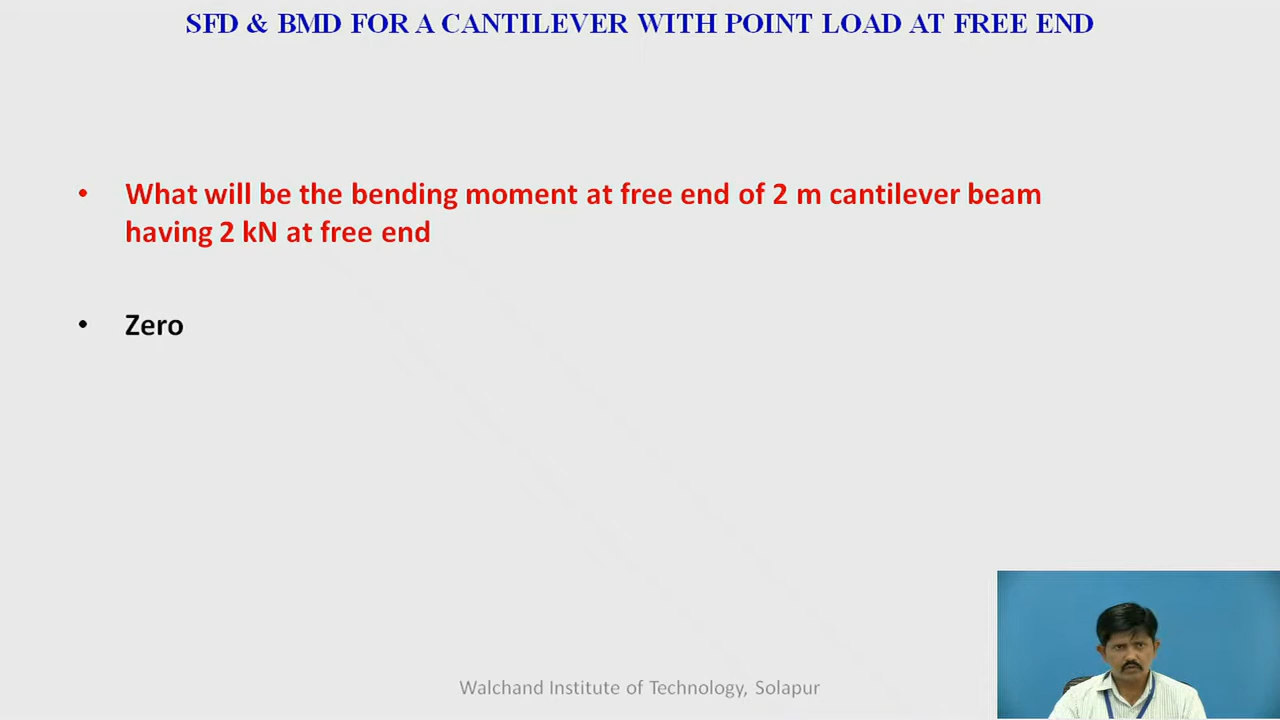 SFD & BMD FOR A CANTILEVER WITH POINT LOAD AT FREE END
• What will be the bending moment at free end of 2 m cantilever beam
having 2 kN at free end
• Zero
Walchand Institute of Technology, Solapur